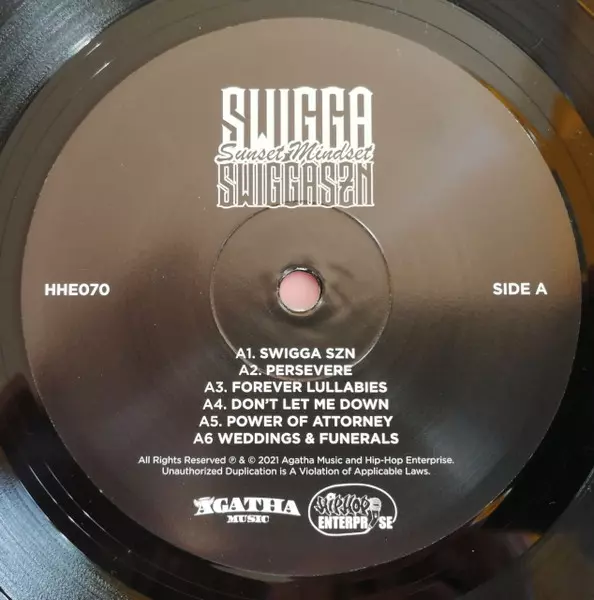 SWIGGA
Sunset Mindset
SWIGGASZN
HHE070
SIDE A
A1. SWIGGA SZN
A2. PERSEVERE
A3. FOREVER LULLABIES
A4. DON'T LET ME DOWN
A5. POWER OF ATTORNEY
A6 WEDDINGS & FUNERALS
All Rights Reserved ℗ & © 2021 Agatha Music and Hip-Hop Enterprise.
Unauthorized Duplication is A Violation of Applicable Laws.
AGATHA
MUSIC
HIPHOP
ENTERPRISE